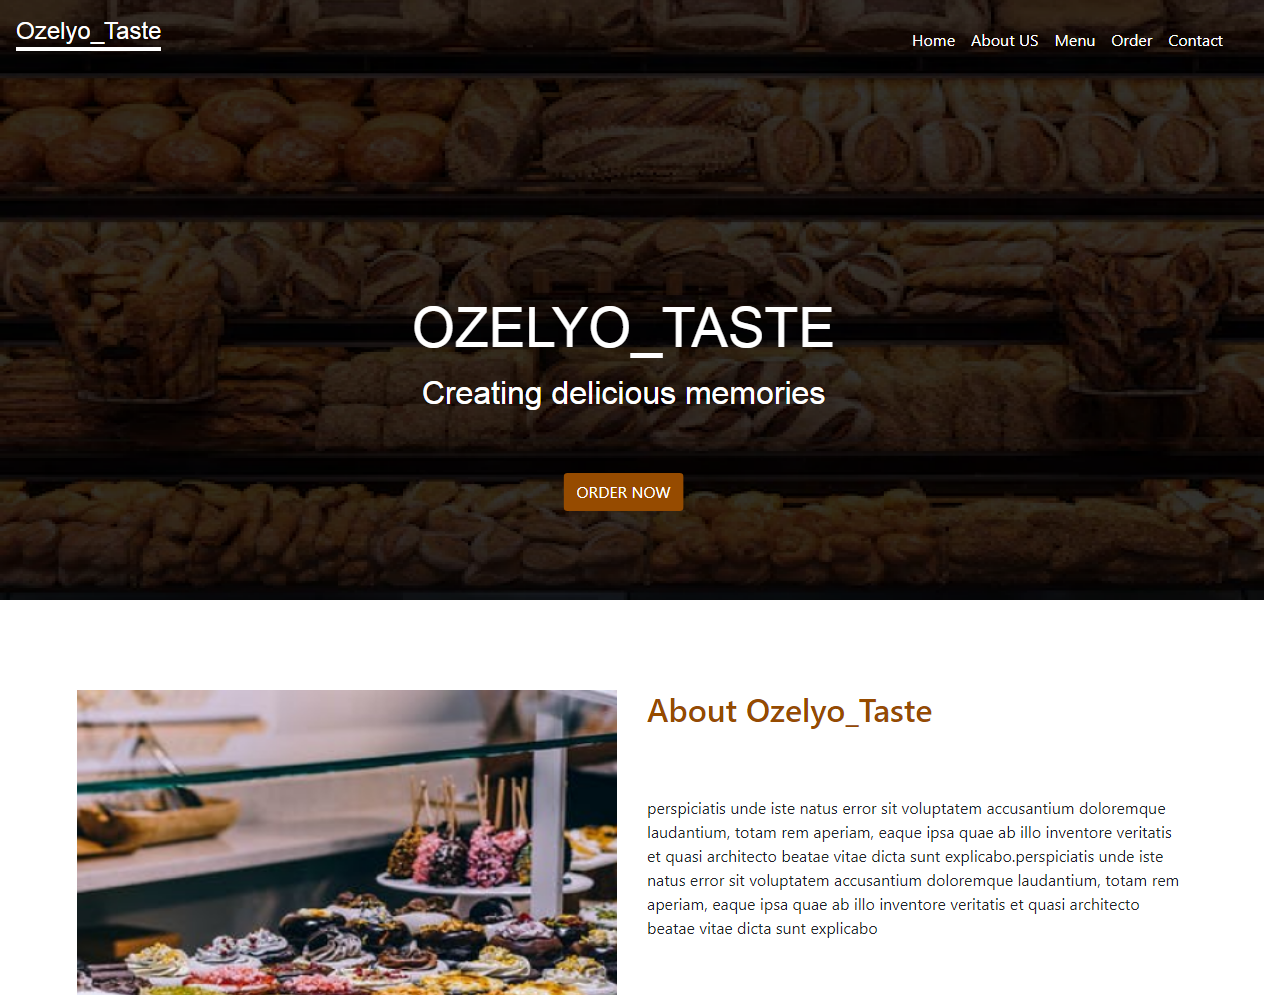 Ozelyo_Taste
Home About US Menu Order Contact
OZELYO_TASTE
Creating delicious memories
ORDER NOW
About Ozelyo_Taste
perspiciatis unde iste natus error sit voluptatem accusantium doloremque
laudantium, totam rem aperiam, eaque ipsa quae ab illo inventore veritatis
et quasi architecto beatae vitae dicta sunt explicabo.perspiciatis unde iste
natus error sit voluptatem accusantium doloremque laudantium, totam rem
aperiam, eaque ipsa quae ab illo inventore veritatis et quasi architecto
beatae vitae dicta sunt explicabo